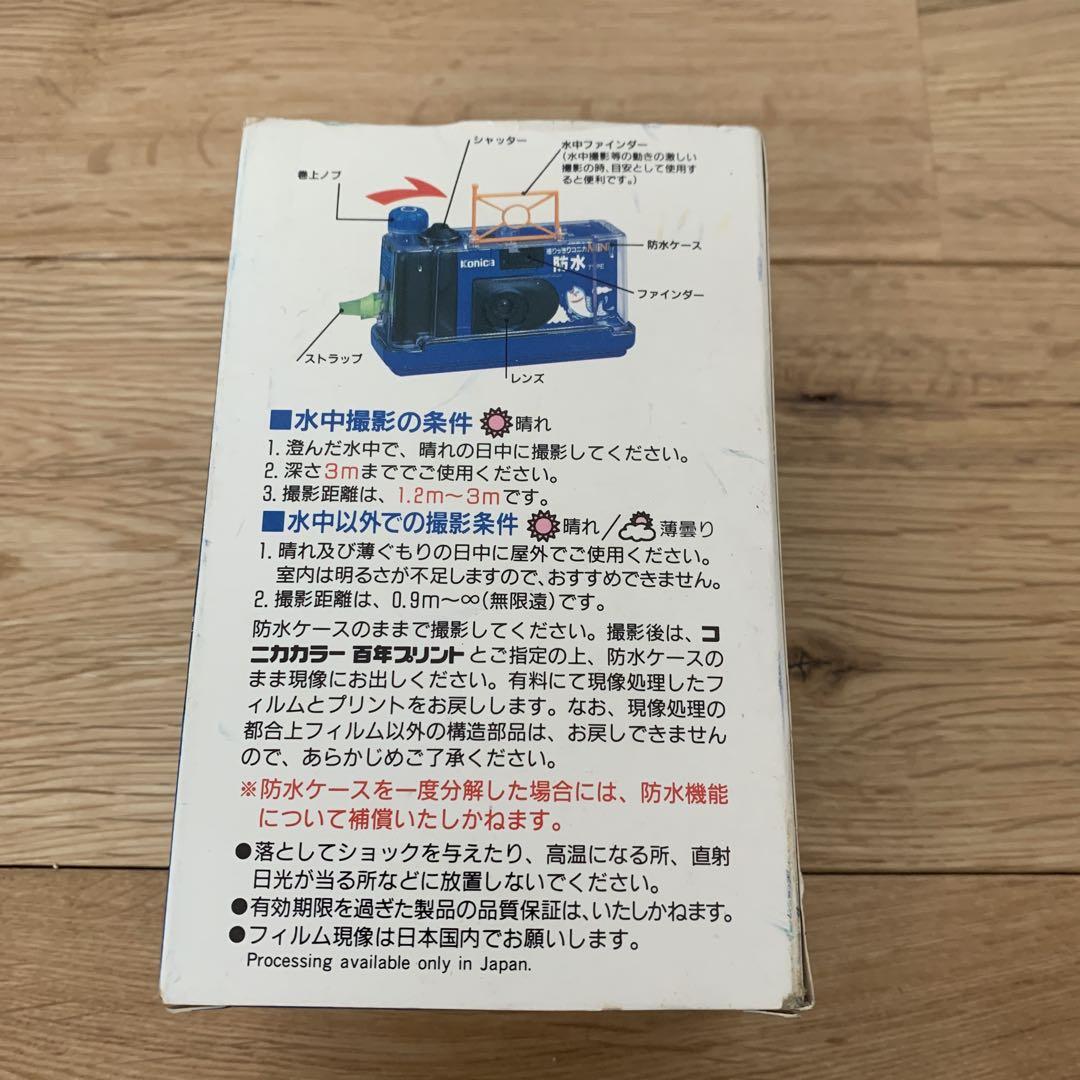 シャッター
水中ファインダー
(水中撮影等の動きの激しい
撮影の時、目安として使用す
ると便利です。)
巻上ノブ
防水ケース
撮りっきりコニカ MINI
Konica
防水 TYPE
ファインダー
ストラップ
レンズ
■水中撮影の条件 晴れ
1. 澄んだ水中で、晴れの日中に撮影してください。
2. 深さ3mまででご使用ください。
3. 撮影距離は、1.2m〜3mです。
■水中以外での撮影条件 晴れ/薄曇り
1. 晴れ及び薄ぐもりの日中に屋外でご使用ください。
室内は明るさが不足しますので、おすすめできません。
2. 撮影距離は、0.9m〜∞(無限遠)です。
防水ケースのままで撮影してください。撮影後は、コ
ニカカラー百年プリントとご指定の上、防水ケースの
まま現像にお出しください。有料にて現像処理したフ
ィルムとプリントをお戻しします。なお、現像処理の
都合上フィルム以外の構造部品は、お戻しできません
ので、あらかじめご了承ください。
※防水ケースを一度分解した場合には、防水機能
について補償いたしかねます。
●落としてショックを与えたり、高温になる所、直射
日光が当る所などに放置しないでください。
●有効期限を過ぎた製品の品質保証は、いたしかねます。
●フィルム現像は日本国内でお願いします。
Processing available only in Japan.